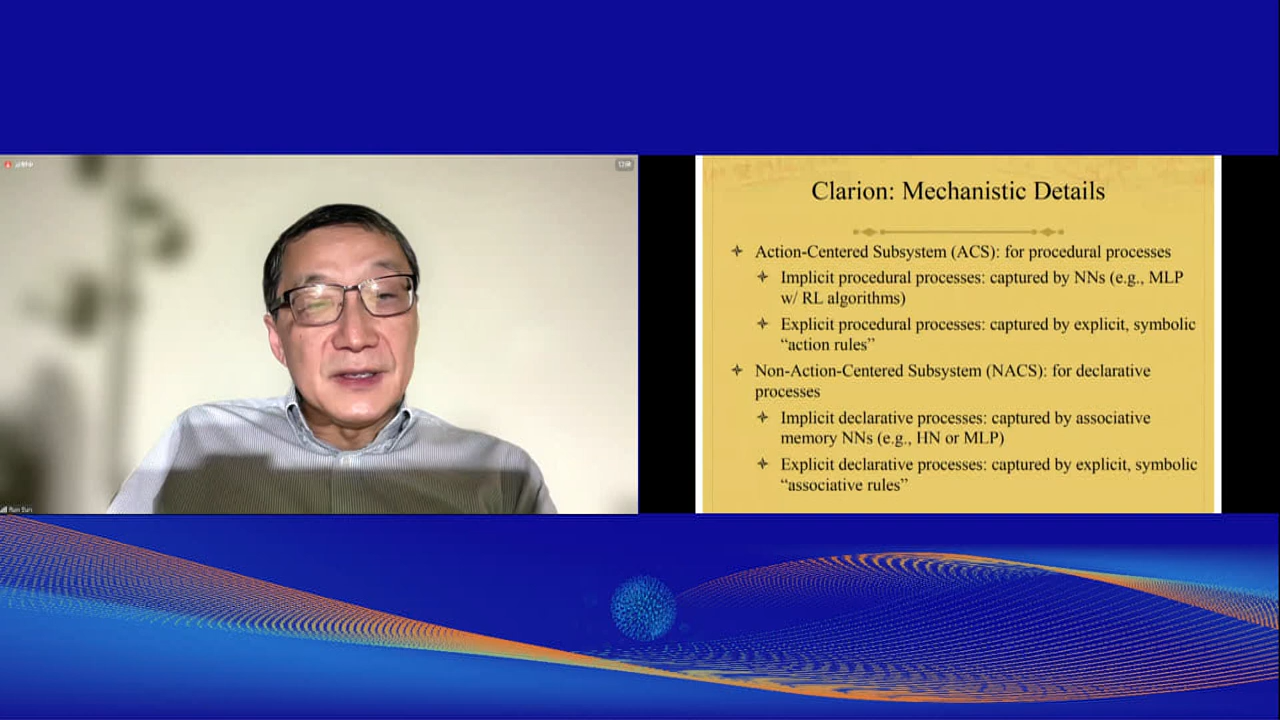 Clarion: Mechanistic Details
Action-Centered Subsystem (ACS): for procedural processes
Implicit procedural processes: captured by NNs (e.g., MLP
w/ RL algorithms)
Explicit procedural processes: captured by explicit, symbolic
“action rules”
Non-Action-Centered Subsystem (NACS): for declarative
processes
Implicit declarative processes: captured by associative
memory NNs (e.g., HN or MLP)
Explicit declarative processes: captured by explicit, symbolic
“associative rules”
Ron Sun